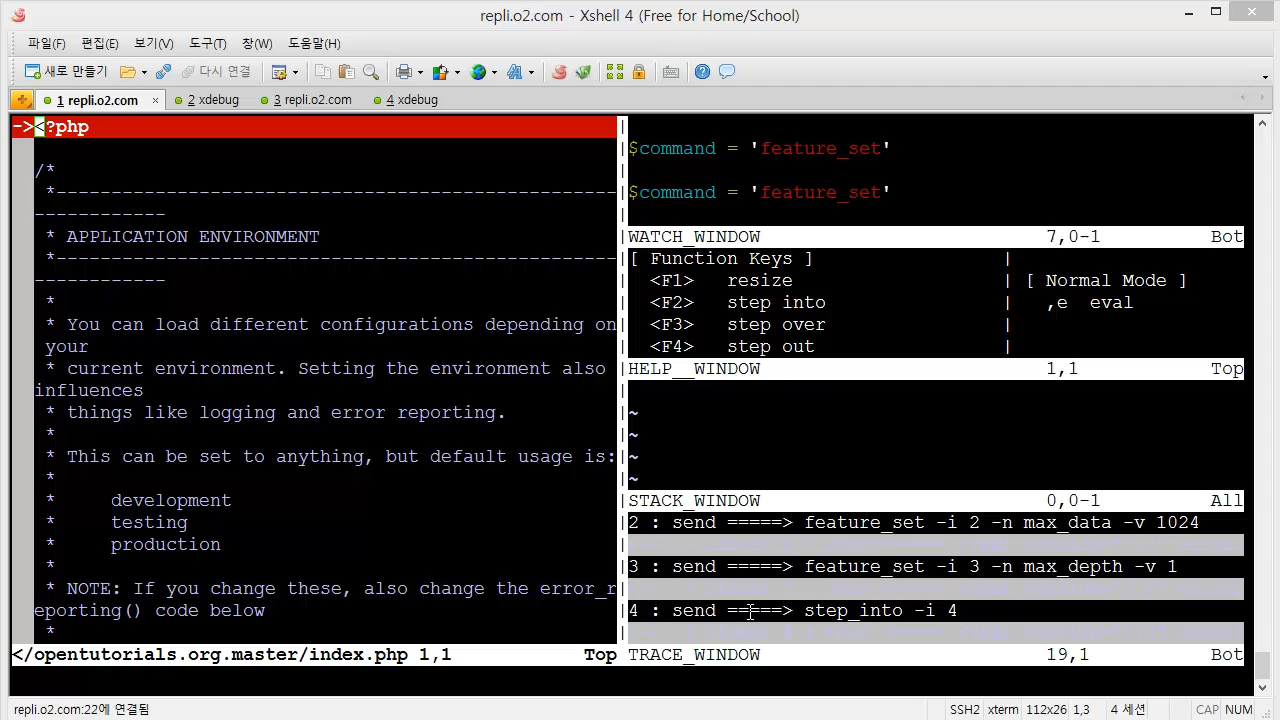 repli.o2.com - Xshell 4 (Free for Home/School)
파일(F) 편집(E) 보기(V) 도구(T) 창(W) 도움말(H)
새로 만들기 다시 연결
1 repli.o2.com × 2 xdebug 3 repli.o2.com 4 xdebug
-><?php
/*
*-----------------------------------------------------
------------
* APPLICATION ENVIRONMENT
*-----------------------------------------------------
------------
*
* You can load different configurations depending on
your
* current environment. Setting the environment also
influences
* things like logging and error reporting.
*
* This can be set to anything, but default usage is:
*
* development
* testing
* production
*
* NOTE: If you change these, also change the error_r
eporting() code below
*
</opentutorials.org.master/index.php 1,1 Top
$command = 'feature_set'
$command = 'feature_set'
WATCH_WINDOW 7,0-1 Bot
[ Function Keys ] |
<F1> resize | [ Normal Mode ]
<F2> step into | ,e eval
<F3> step over |
<F4> step out |
HELP__WINDOW 1,1 Top
~
~
~
~
STACK_WINDOW 0,0-1 All
2 : send =====> feature_set -i 2 -n max_data -v 1024
3 : send =====> feature_set -i 3 -n max_depth -v 1
4 : send =====> step_into -i 4
TRACE_WINDOW 19,1 Bot
repli.o2.com:22에 연결됨 SSH2 xterm 112x26 1,3 4 세션 CAP NUM